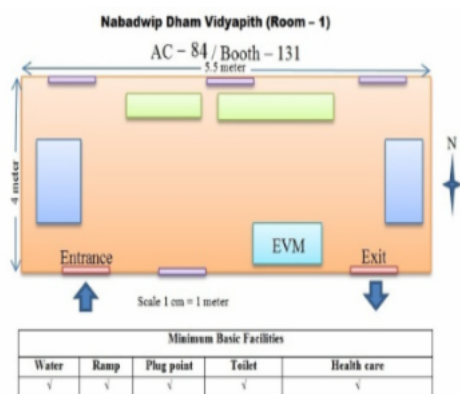 Nabadwip Dham Vidyapith (Room – 1)
AC – 84 / Booth – 131
5.5 meter
N
4 meter
Entrance
EVM
Exit
Scale 1 cm = 1 meter
Minimum Basic Facilities
Water Ramp Plug point Toilet Health care
√ √ √ √ √